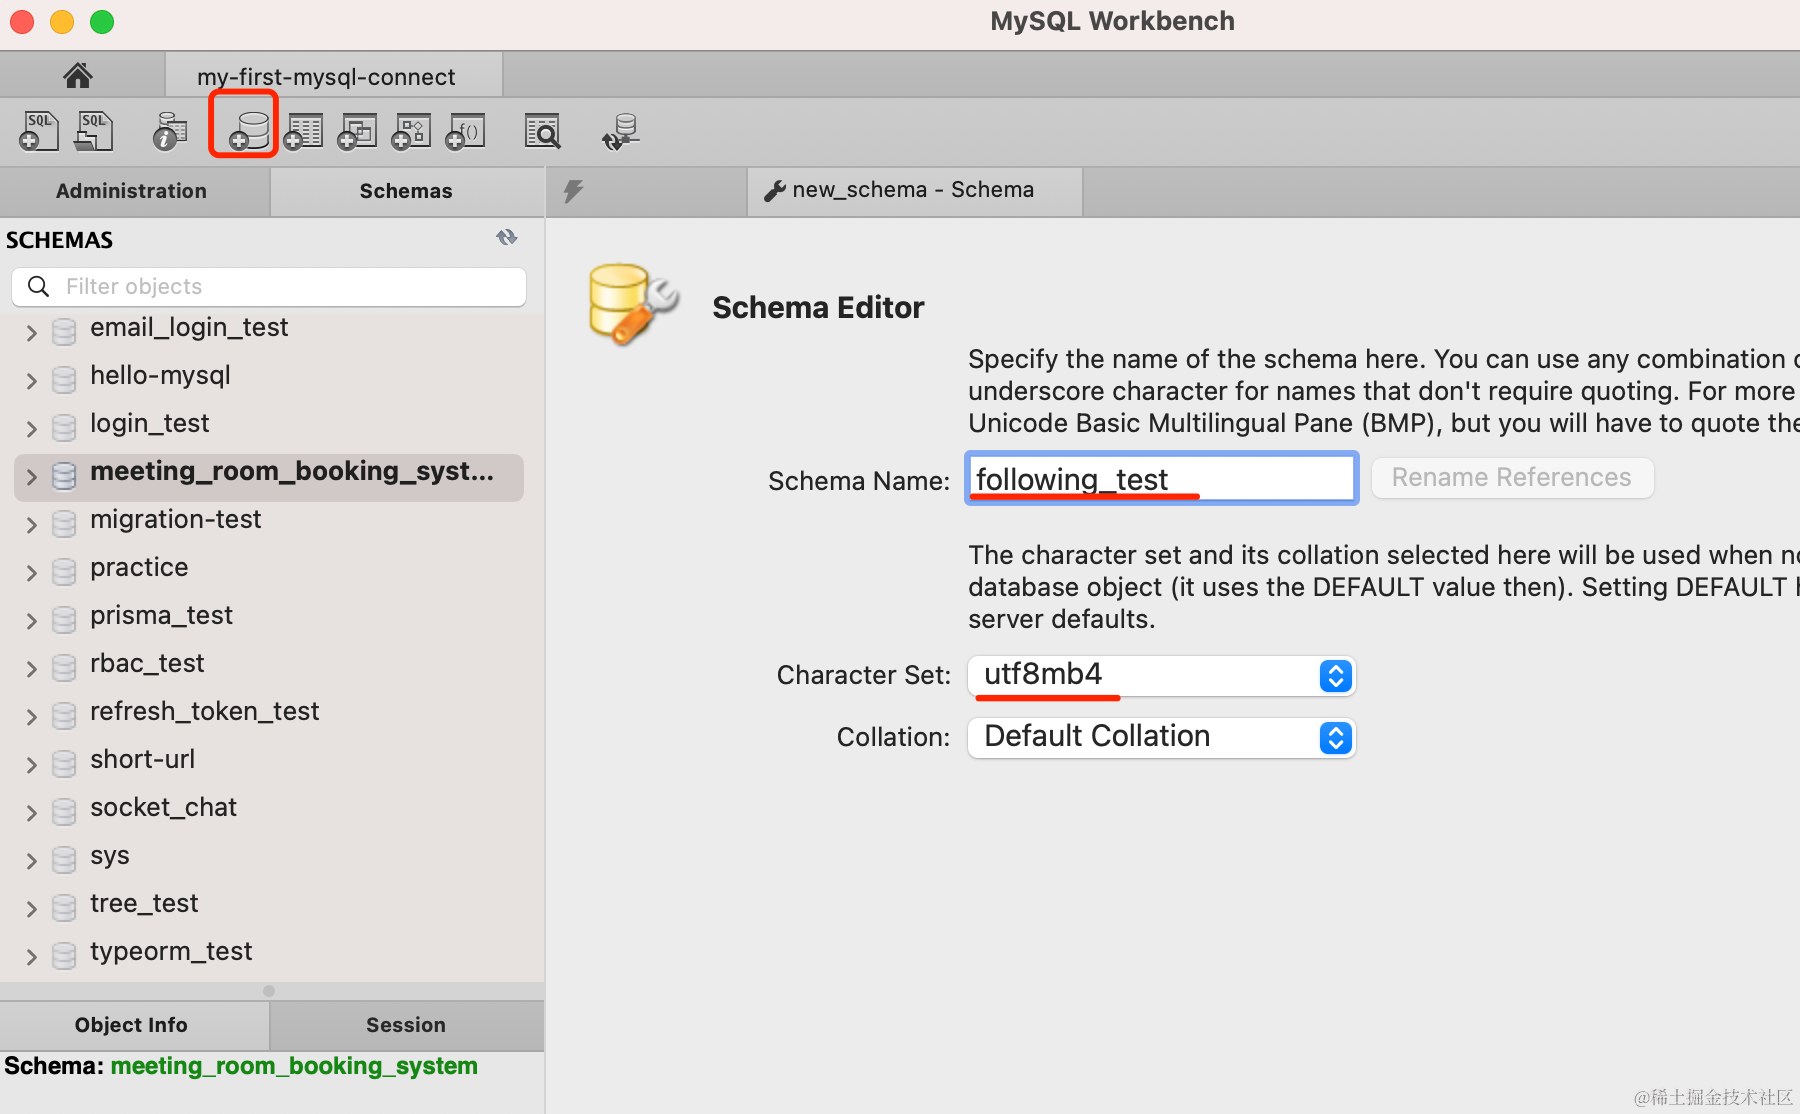 MySQL Workbench
my-first-mysql-connect
SQL
SQL
f()
Administration
Schemas
new_schema - Schema
SCHEMAS
Filter objects
email_login_test
hello-mysql
login_test
meeting_room_booking_syst...
migration-test
practice
prisma_test
rbac_test
refresh_token_test
short-url
socket_chat
sys
tree_test
typeorm_test
Object Info
Session
Schema: meeting_room_booking_system
Schema Editor
Specify the name of the schema here. You can use any combination
underscore character for names that don't require quoting. For more
Unicode Basic Multilingual Pane (BMP), but you will have to quote the
Schema Name:
following_test
Rename References
The character set and its collation selected here will be used when no
database object (it uses the DEFAULT value then). Setting DEFAULT
server defaults.
Character Set:
utf8mb4
Collation:
Default Collation
@稀土掘金技术社区